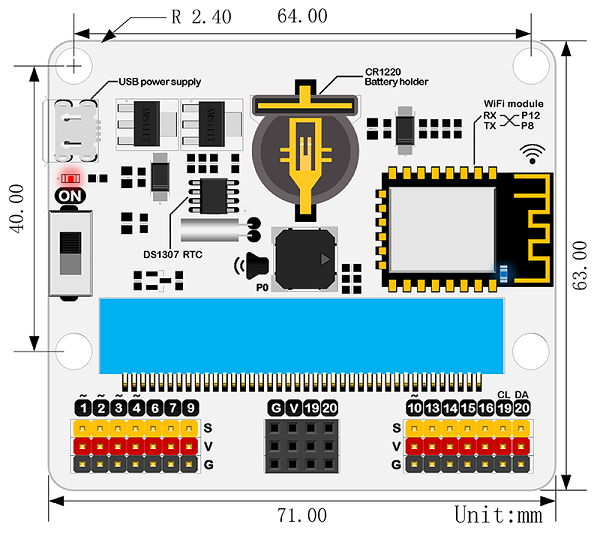 R 2.40
64.00
USB power supply
CR1220
Battery holder
WiFi module
RX P12
TX P8
AMS1117
AMS1117
ON
40.00
DS1307 RTC
P0
63.00
~ ~ ~ ~
1 2 3 4 6 7 9
G V 19 20
~ CL DA
10 13 14 15 16 19 20
S
V
G
S
V
G
71.00
Unit:mm